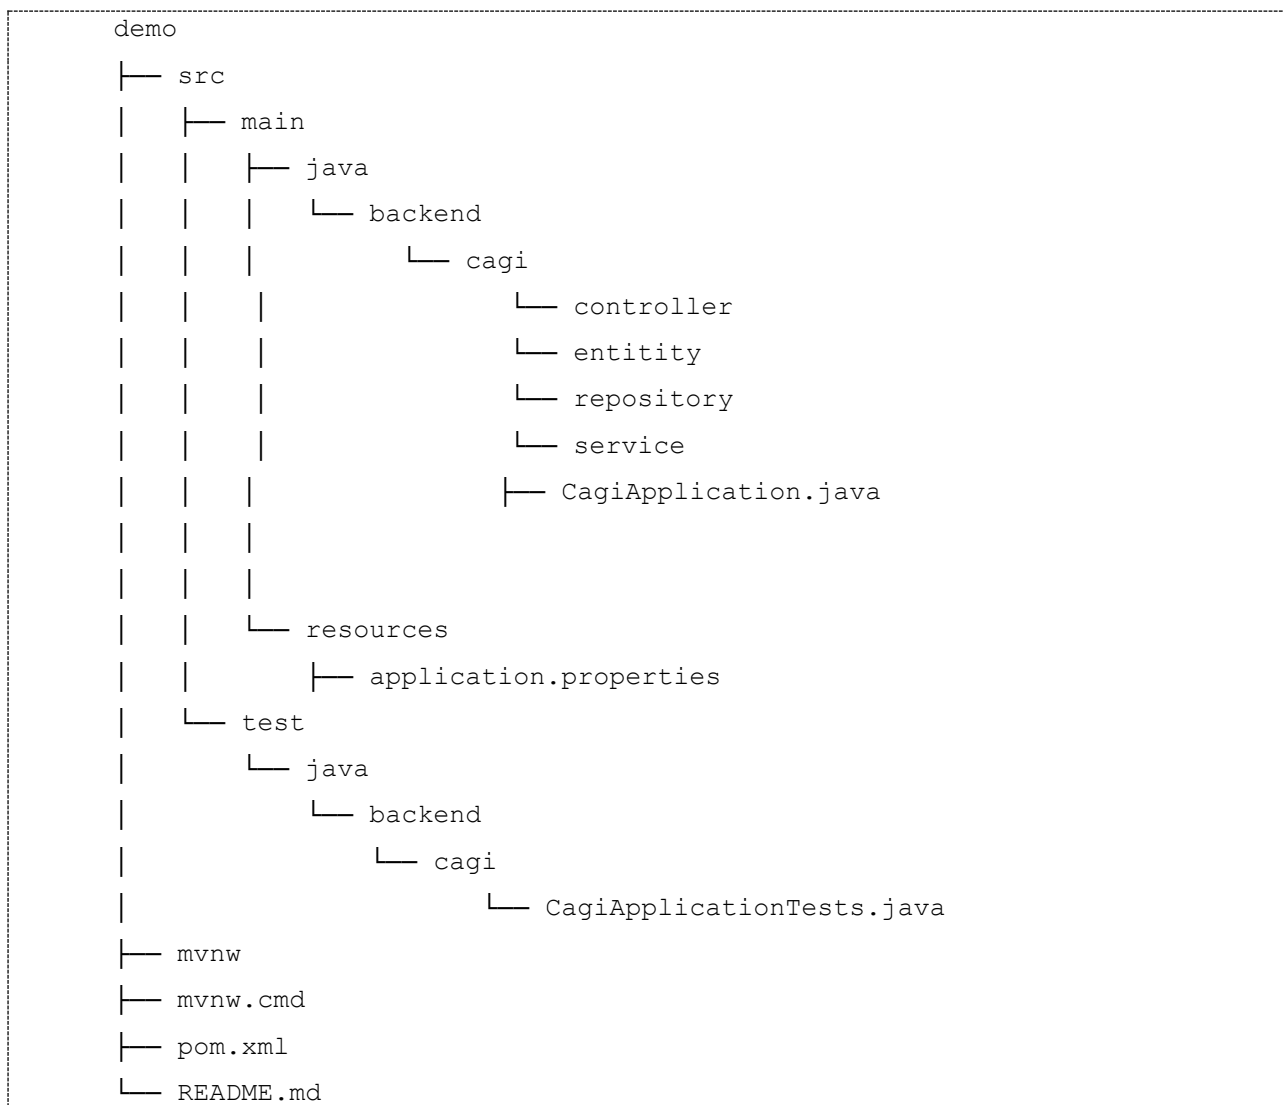 demo
├── src
│   ├── main
│   │   ├── java
│   │   │   └── backend
│   │   │         └── cagi
│   │   │               └── controller
│   │   │               └── entitity
│   │   │               └── repository
│   │   │               └── service
│   │   │               ├── CagiApplication.java
│   │   │
│   │   │
│   │   └── resources
│   │       ├── application.properties
│   └── test
│       └── java
│           └── backend
│               └── cagi
│                      └── CagiApplicationTests.java
├── mvnw
├── mvnw.cmd
├── pom.xml
└── README.md